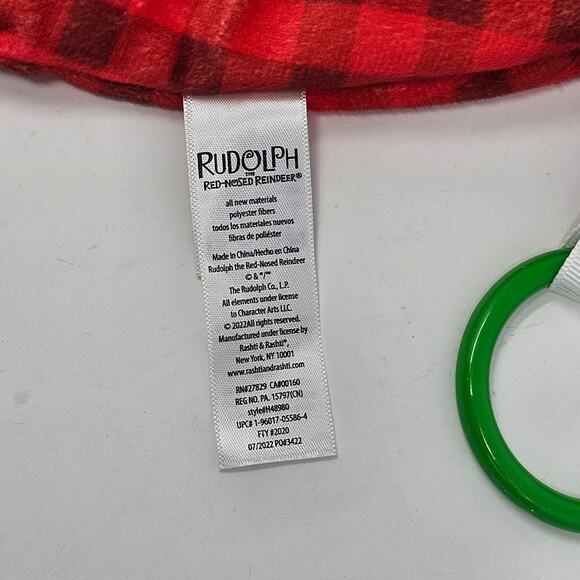 RUDOLPH
THE
RED-NOSED REINDEER®
all new materials
polyester fibers
todos los materiales nuevos
fibras de poliéster
Made in China/Hecho en China
Rudolph the Red-Nosed Reindeer
© & ®/™
The Rudolph Co., L.P.
All elements under license
to Character Arts LLC.
© 2022All rights reserved.
Manufactured under license by
Rashti & Rashti®,
New York, NY 10001
www.rashtiandrashti.com
RN#27829 CA#00160
REG NO. PA. 15797(CN)
style#H48980
UPC# 1-96017-05586-4
FTY #2020
07/2022 PO#3422